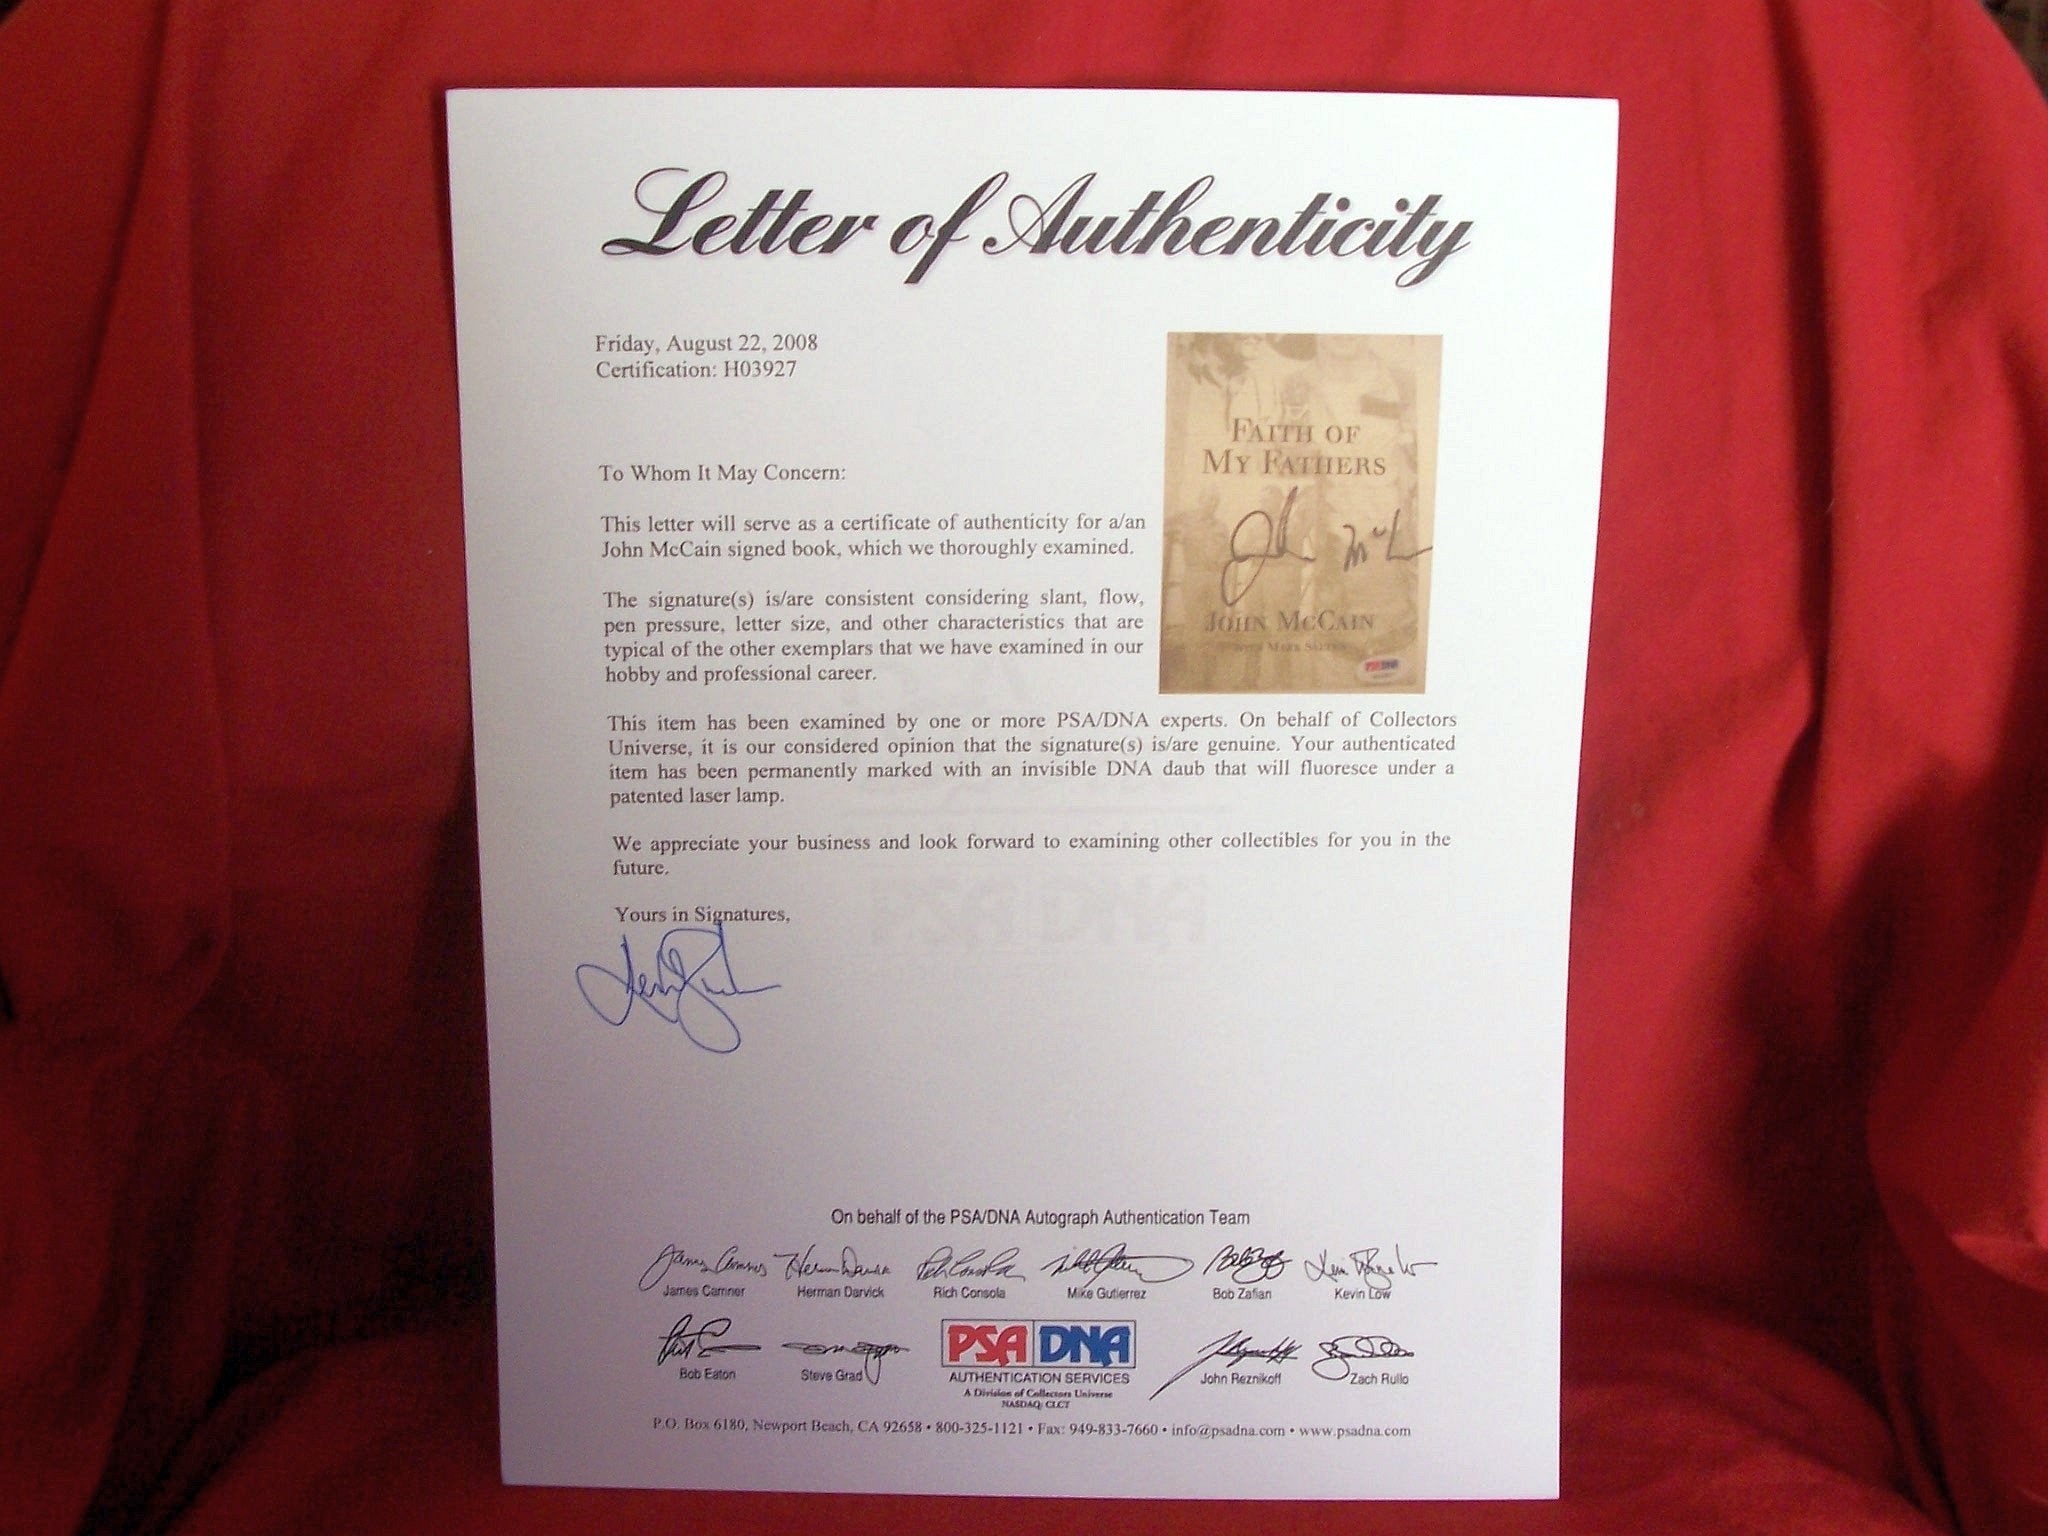 Letter of Authenticity
Friday, August 22, 2008
Certification: H03927
FAITH OF
MY FATHERS
JOHN MCCAIN
WITH MARK SALTER
PSA/DNA
To Whom It May Concern:
This letter will serve as a certificate of authenticity for a/an
John McCain signed book, which we thoroughly examined.
The signature(s) is/are consistent considering slant, flow,
pen pressure, letter size, and other characteristics that are
typical of the other exemplars that we have examined in our
hobby and professional career.
This item has been examined by one or more PSA/DNA experts. On behalf of Collectors
Universe, it is our considered opinion that the signature(s) is/are genuine. Your authenticated
item has been permanently marked with an invisible DNA daub that will fluoresce under a
patented laser lamp.
We appreciate your business and look forward to examining other collectibles for you in the
future.
Yours in Signatures,
On behalf of the PSA/DNA Autograph Authentication Team
James Camner Herman Darvick Rich Consola Mike Gutierrez Bob Zafian Kevin Low
Bob Eaton Steve Grad PSA DNA John Reznikoff Zach Rullo
AUTHENTICATION SERVICES
A Division of Collectors Universe
NASDAQ: CLCT
P.O. Box 6180, Newport Beach, CA 92658 • 800-325-1121 • Fax: 949-833-7660 • info@psadna.com • www.psadna.com